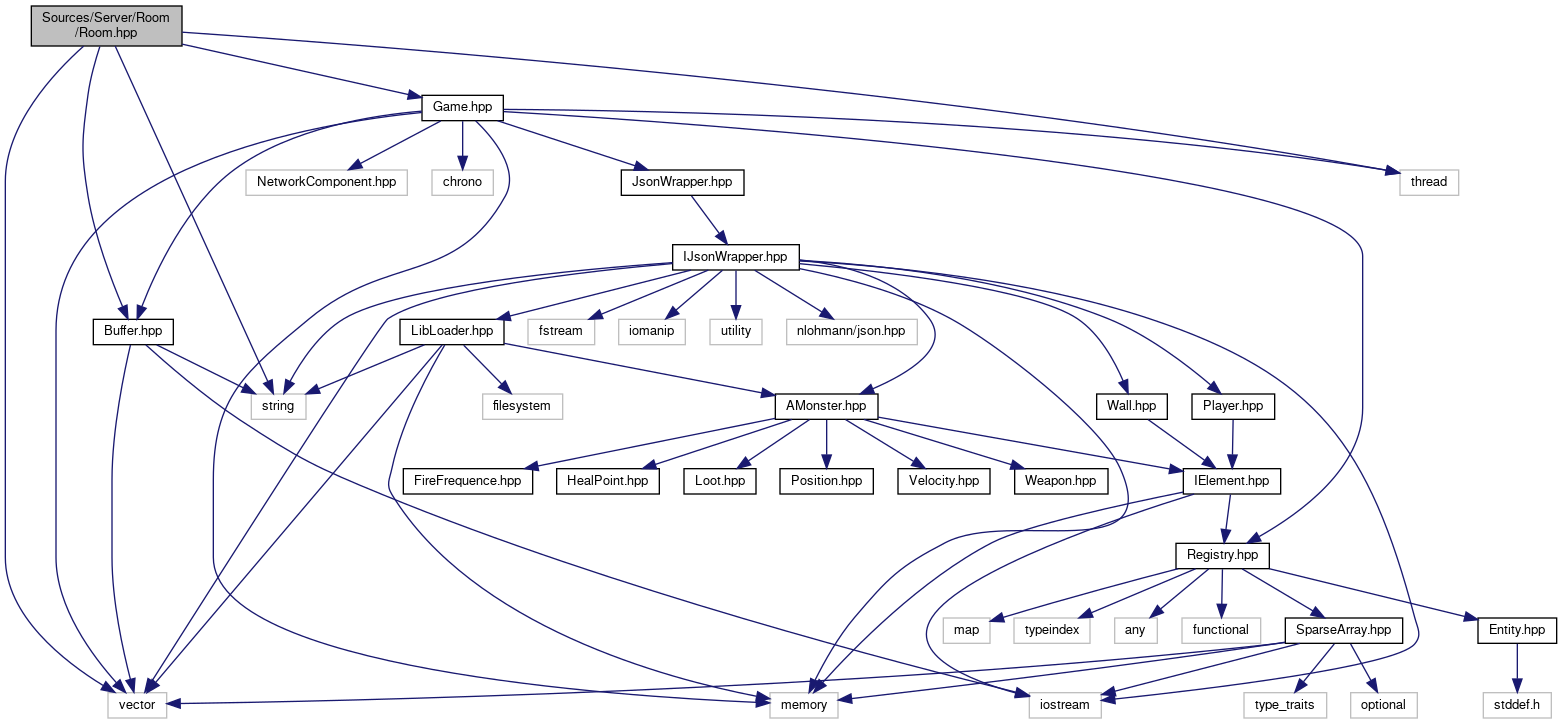 Sources/Server/Room
/Room.hpp
Game.hpp
NetworkComponent.hpp
chrono
JsonWrapper.hpp
thread
IJsonWrapper.hpp
Buffer.hpp
LibLoader.hpp
fstream
iomanip
utility
nlohmann/json.hpp
string
filesystem
AMonster.hpp
Wall.hpp
Player.hpp
FireFrequence.hpp
HealPoint.hpp
Loot.hpp
Position.hpp
Velocity.hpp
Weapon.hpp
IElement.hpp
Registry.hpp
map
typeindex
any
functional
SparseArray.hpp
Entity.hpp
vector
memory
iostream
type_traits
optional
stddef.h